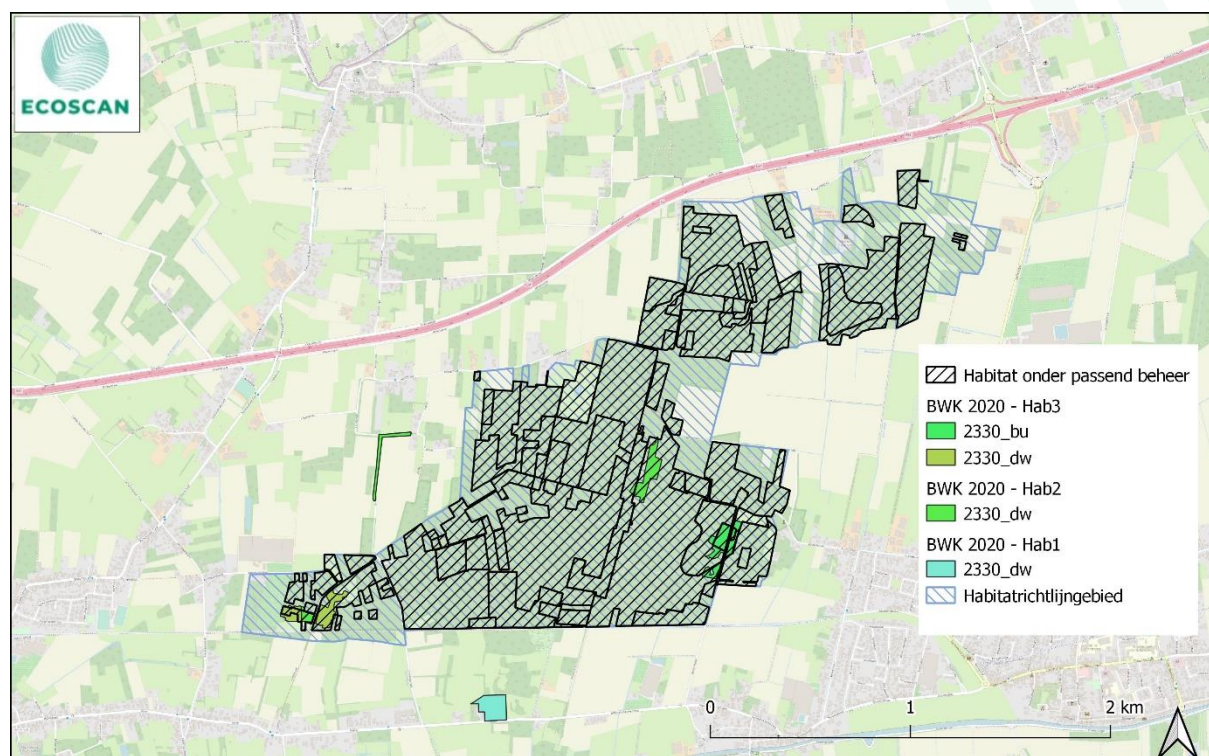 ECOSCAN
Habitat onder passend beheer
BWK 2020 - Hab3
2330_bu
2330_dw
BWK 2020 - Hab2
2330_dw
BWK 2020 - Hab1
2330_dw
Habitatrichtlijngebied
0 1 2 km